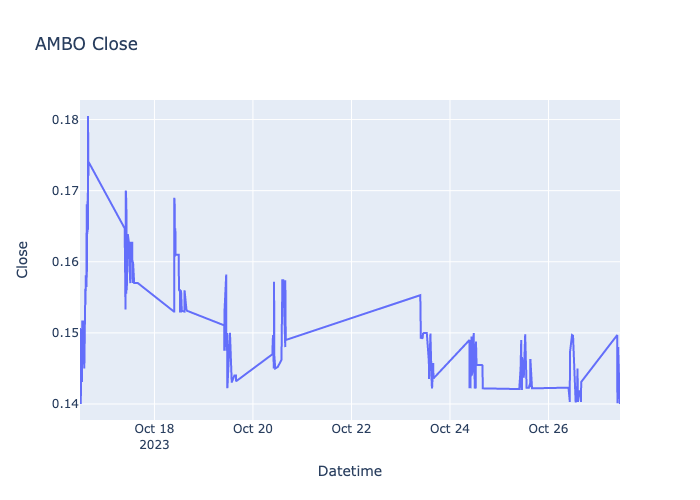 AMBO Close
0.18
0.17
0.16
0.15
0.14
Close
Oct 18
2023
Oct 20
Oct 22
Oct 24
Oct 26
Datetime